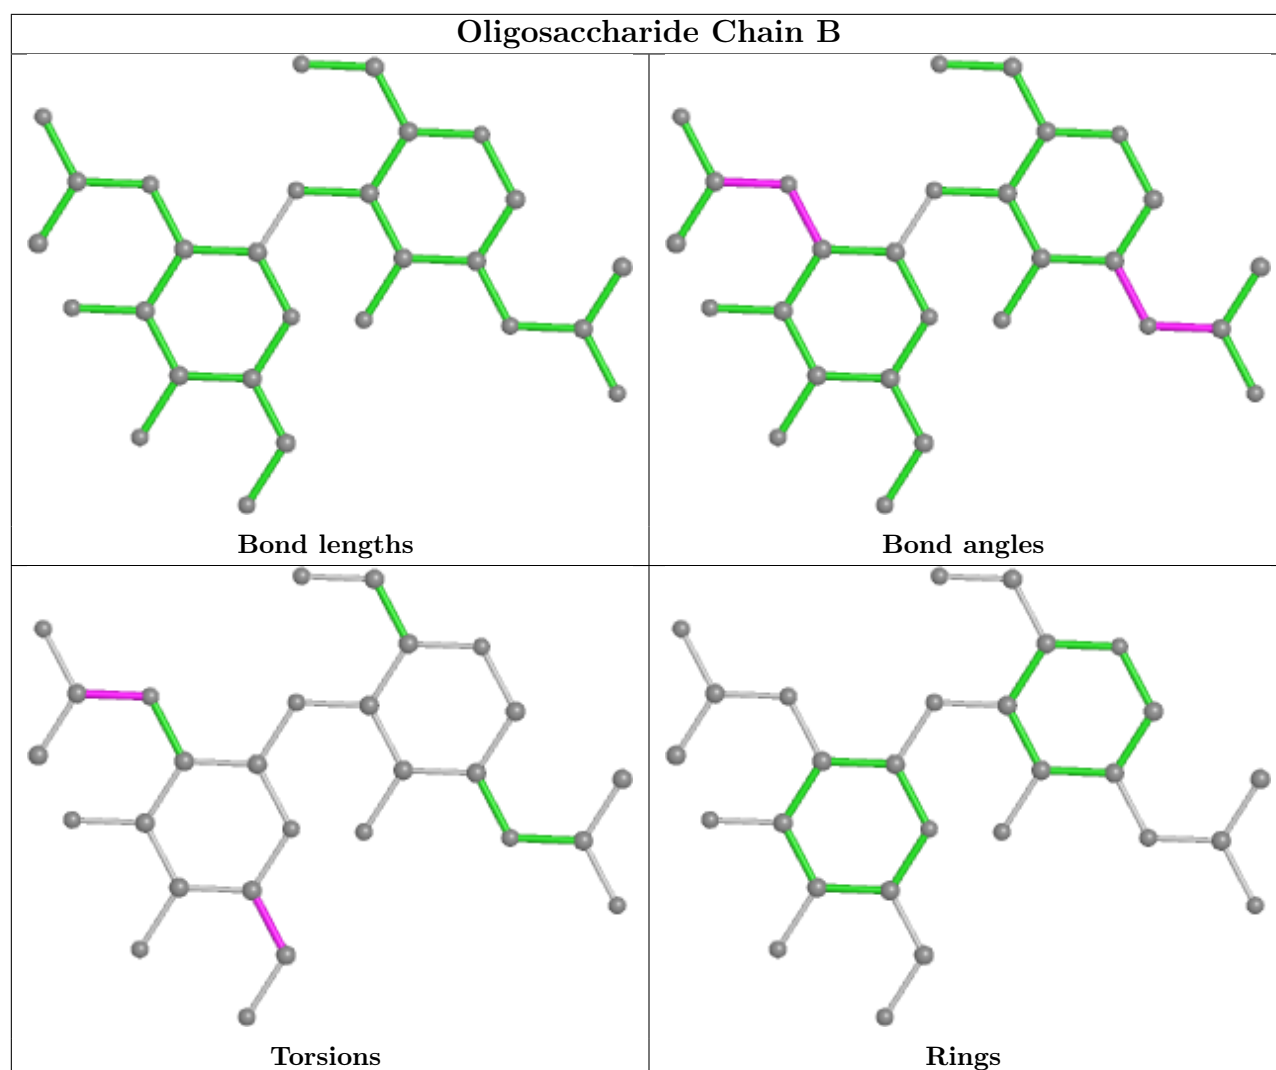 Oligosaccharide Chain B
Bond lengths
Bond angles
Torsions
Rings